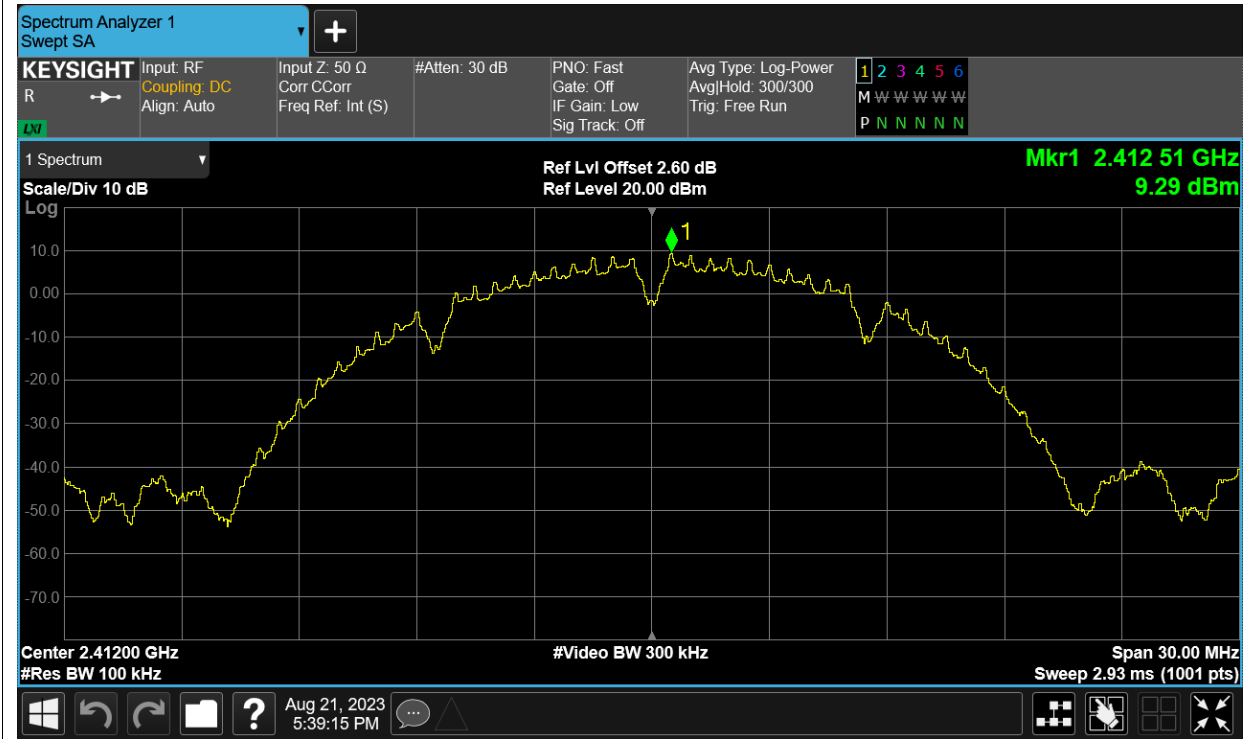 Spectrum Analyzer 1
Swept SA
+
KEYSIGHT
R
LXI
Input: RF
Coupling: DC
Align: Auto
Input Z: 50 Ω
Corr CCorr
Freq Ref: Int (S)
#Atten: 30 dB
PNO: Fast
Gate: Off
IF Gain: Low
Sig Track: Off
Avg Type: Log-Power
Avg|Hold: 300/300
Trig: Free Run
1 2 3 4 5 6
M W W W W W
P N N N N N
1 Spectrum
Scale/Div 10 dB
Ref Lvl Offset 2.60 dB
Ref Level 20.00 dBm
Mkr1 2.412 51 GHz
9.29 dBm
Log
1
10.0
0.00
-10.0
-20.0
-30.0
-40.0
-50.0
-60.0
-70.0
Center 2.41200 GHz
#Res BW 100 kHz
#Video BW 300 kHz
Span 30.00 MHz
Sweep 2.93 ms (1001 pts)
?
Aug 21, 2023
5:39:15 PM